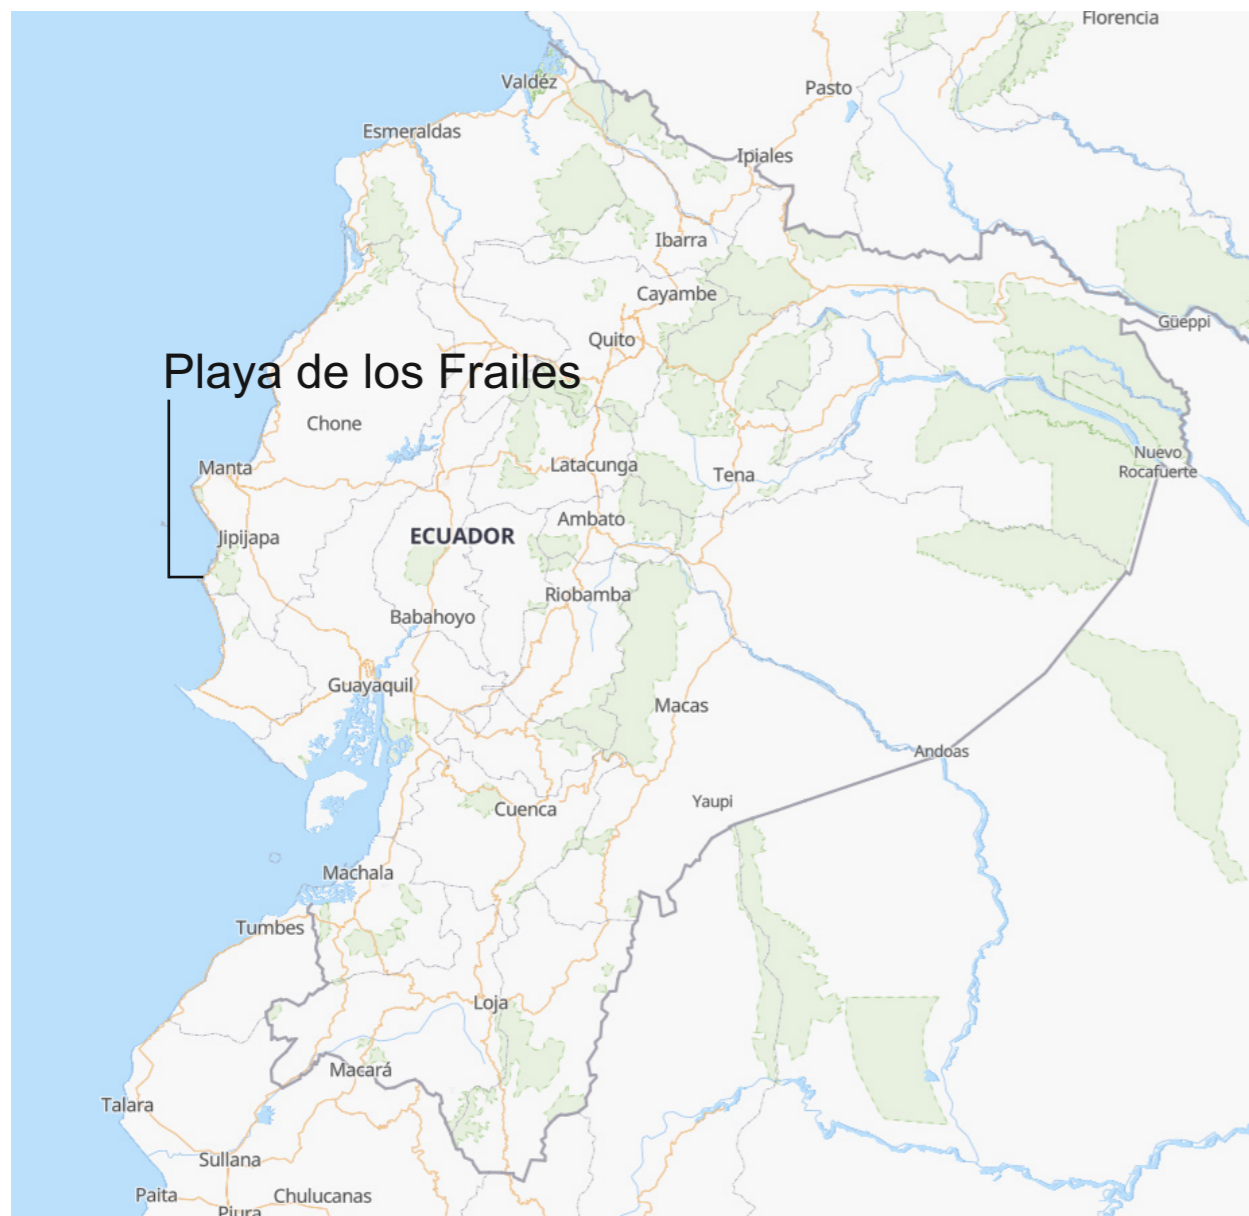 Florencia
Valdéz
Pasto
Esmeraldas
Ipiales
Ibarra
Cayambe
Güeppi
Quito
Playa de los Frailes
Chone
Manta
Latacunga
Tena
Nuevo
Rocafuerte
Ambato
Jipijapa
ECUADOR
Riobamba
Babahoyo
Guayaquil
Macas
Andoas
Yaupi
Cuenca
Machala
Tumbes
Loja
Macará
Talara
Sullana
Paita
Chulucanas
Piura